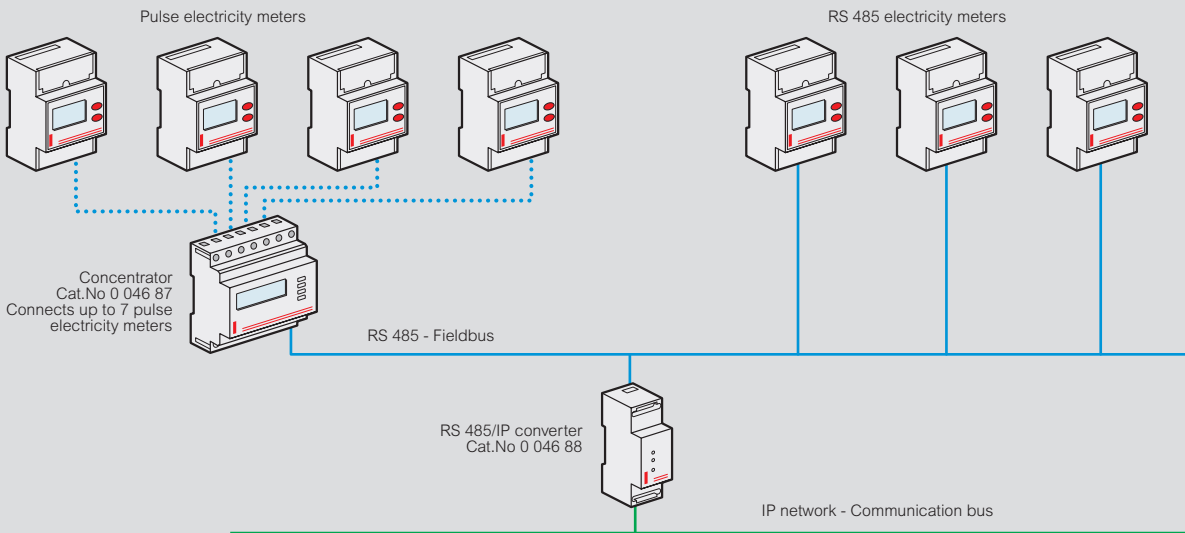 Pulse electricity meters
RS 485 electricity meters
Concentrator
Cat.No 0 046 87
Connects up to 7 pulse
electricity meters
RS 485 - Fieldbus
RS 485/IP converter
Cat.No 0 046 88
IP network - Communication bus